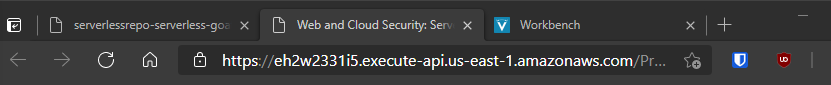 serverlessrepo-serverless-goa
Web and Cloud Security: Serv
Workbench
https://eh2w2331i5.execute-api.us-east-1.amazonaws.com/Pr...